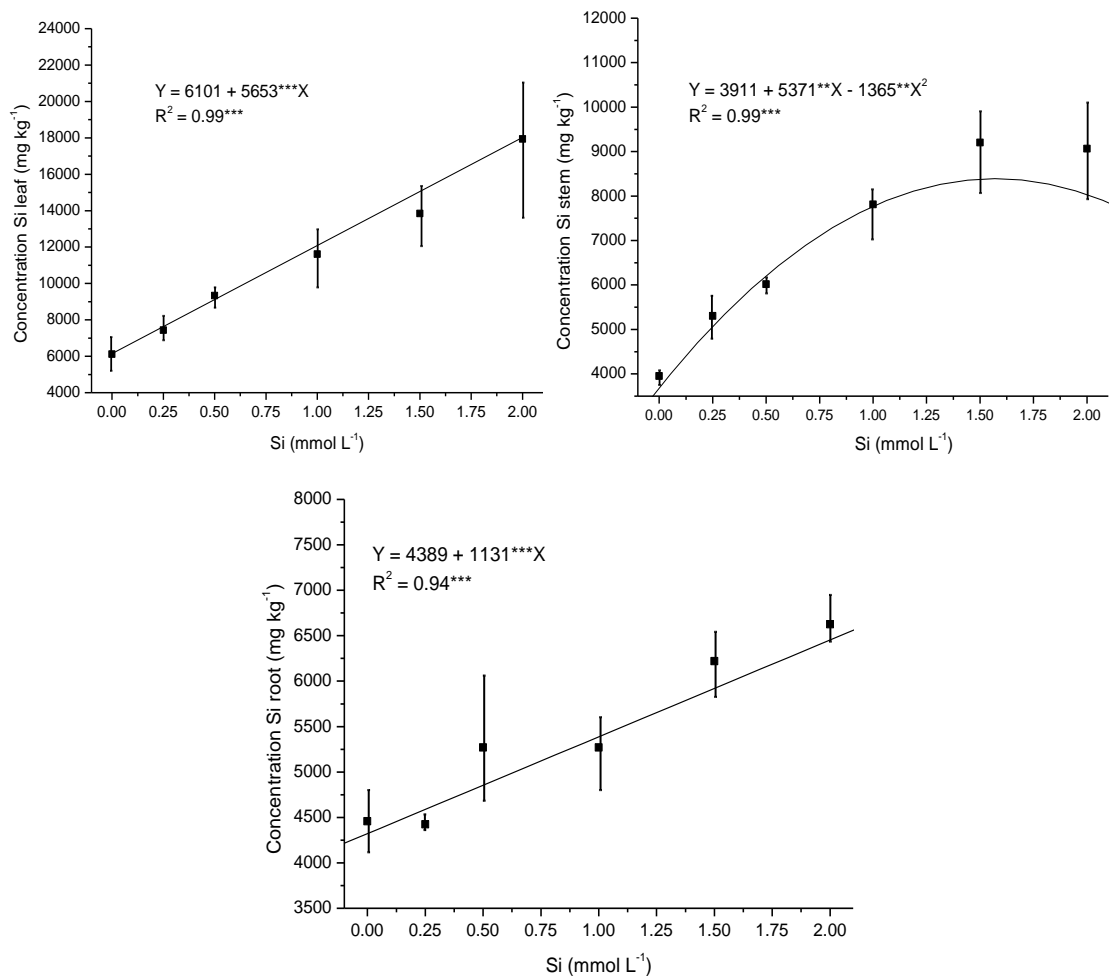 Concentration Si leaf (mg kg⁻¹)
24000
22000
20000
18000
16000
14000
12000
10000
8000
6000
4000
Y = 6101 + 5653***X
R² = 0.99***
0.00 0.25 0.50 0.75 1.00 1.25 1.50 1.75 2.00
Si (mmol L⁻¹)
Concentration Si stem (mg kg⁻¹)
12000
11000
10000
9000
8000
7000
6000
5000
4000
Y = 3911 + 5371**X - 1365**X²
R² = 0.99***
0.00 0.25 0.50 0.75 1.00 1.25 1.50 1.75 2.00
Si (mmol L⁻¹)
Concentration Si root (mg kg⁻¹)
8000
7500
7000
6500
6000
5500
5000
4500
4000
3500
Y = 4389 + 1131***X
R² = 0.94***
0.00 0.25 0.50 0.75 1.00 1.25 1.50 1.75 2.00
Si (mmol L⁻¹)